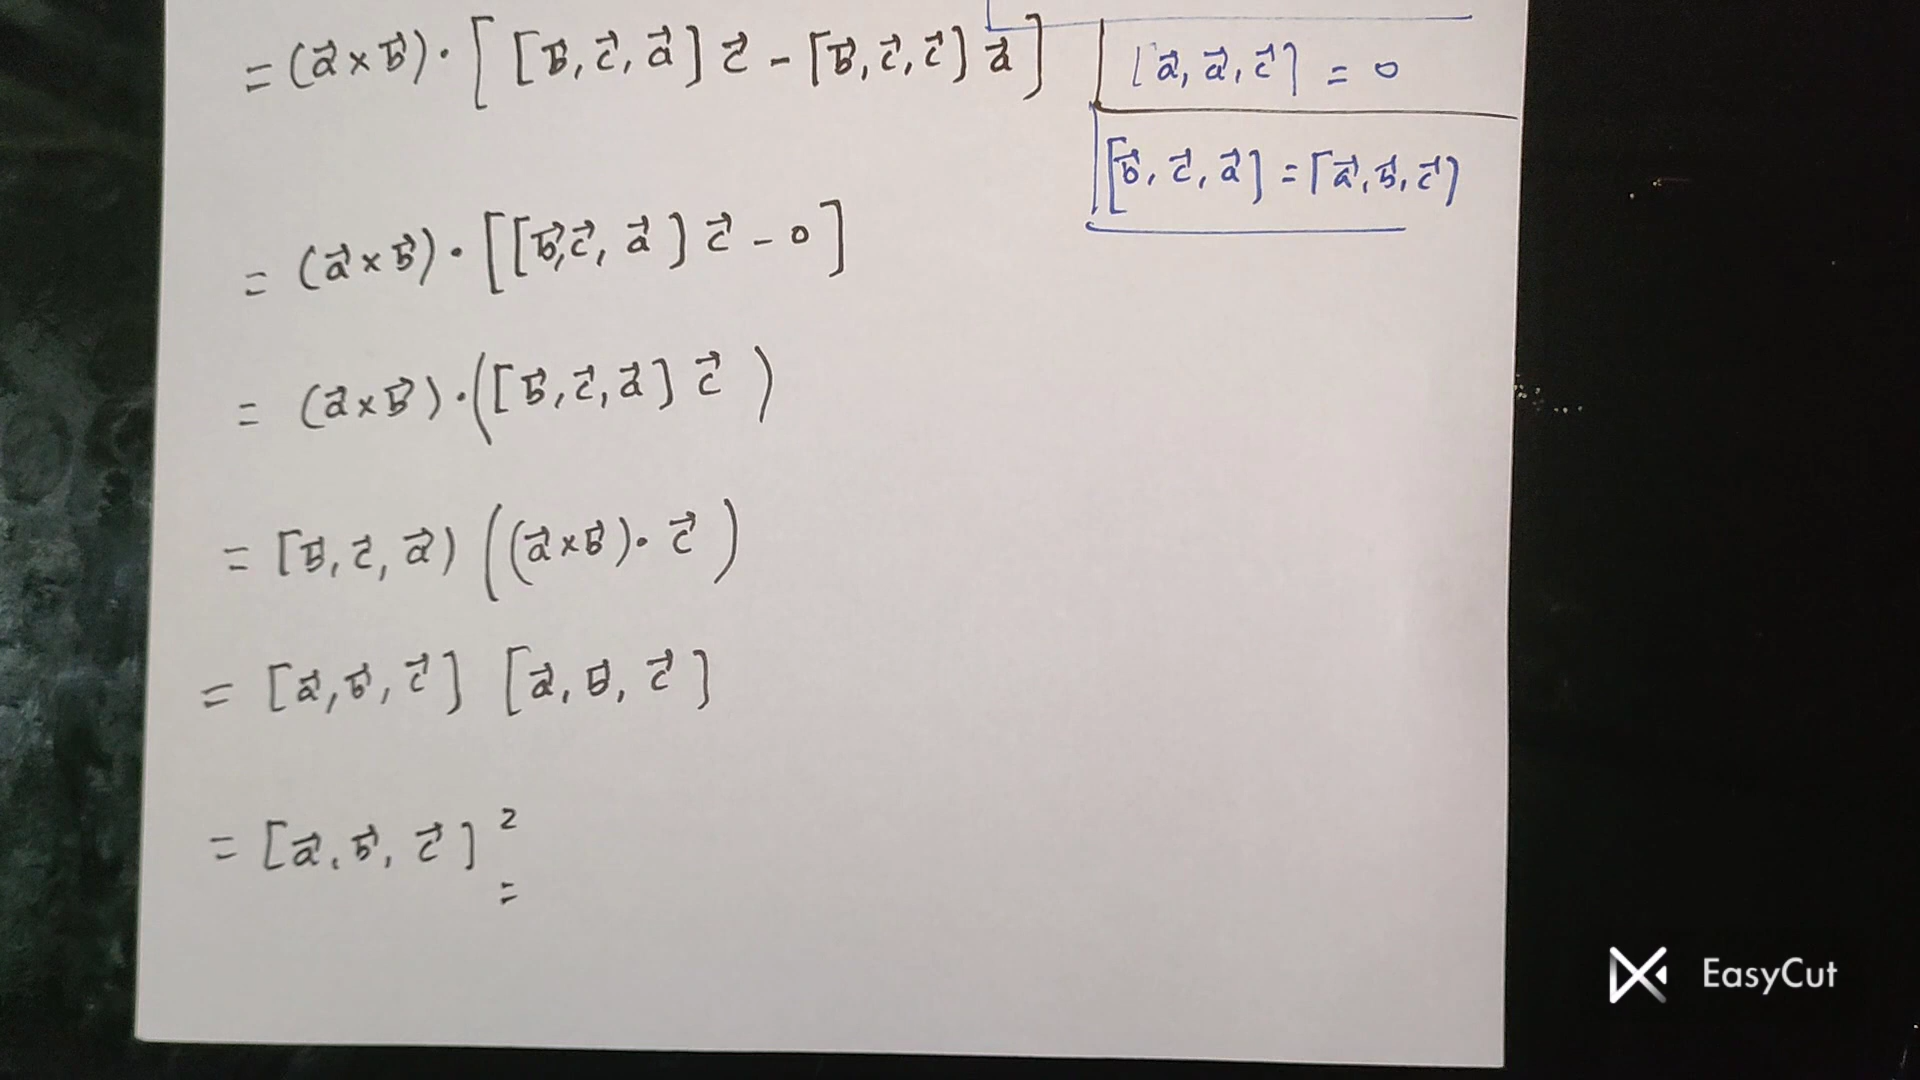 = (a⃗ × b⃗) · [ [b⃗, c⃗, a⃗] c⃗ - [b⃗, c⃗, c⃗] a⃗ ]
[a⃗, a⃗, c⃗] = 0
[b⃗, c⃗, a⃗] = [a⃗, b⃗, c⃗]
= (a⃗ × b⃗) · [ [b⃗, c⃗, a⃗] c⃗ - 0 ]
= (a⃗ × b⃗) · ( [b⃗, c⃗, a⃗] c⃗ )
= [b⃗, c⃗, a⃗) ( (a⃗ × b⃗) · c⃗ )
= [a⃗, b⃗, c⃗] [a⃗, b⃗, c⃗]
= [a⃗, b⃗, c⃗]²
=
EasyCut